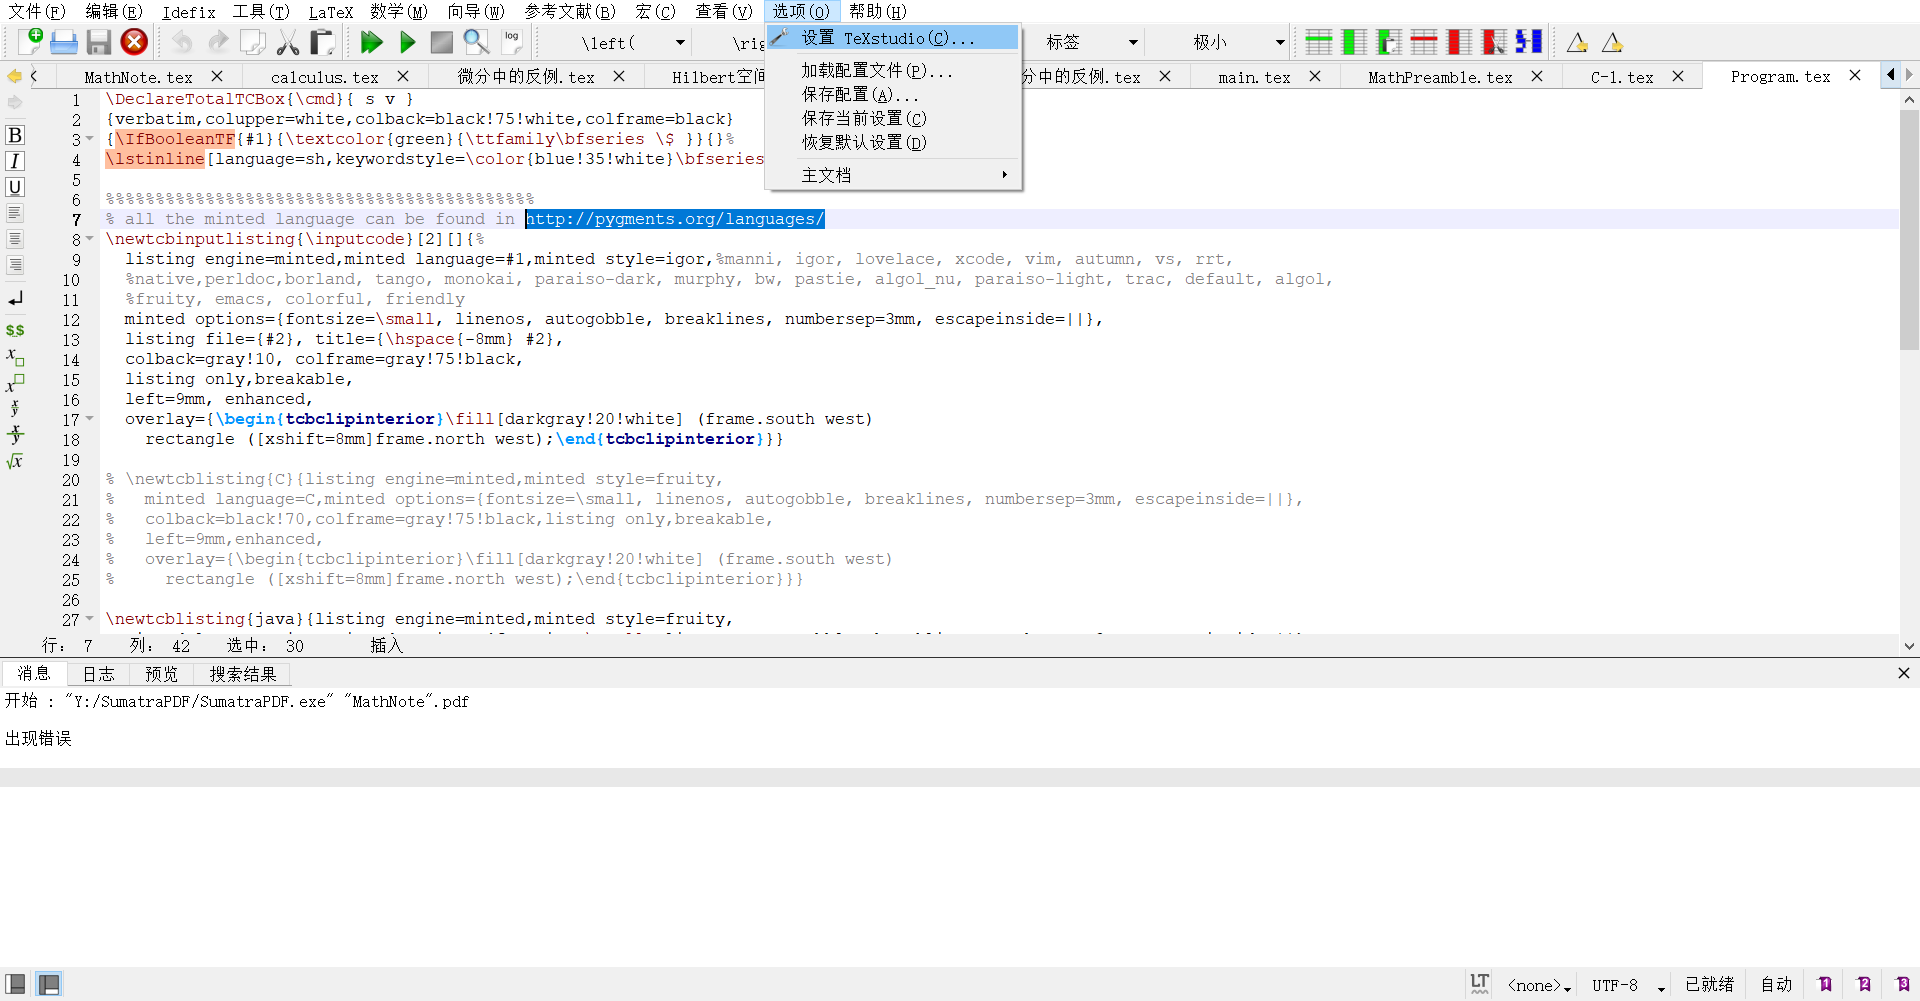 文件(F) 编辑(E) Idefix 工具(T) LaTeX 数学(M) 向导(W) 参考文献(B) 宏(C) 查看(V) 选项(O) 帮助(H)
log \left( \rig 标签 极小
设置 TeXstudio(C)...
加载配置文件(P)...
保存配置(A)...
保存当前设置(C)
恢复默认设置(D)
主文档
MathNote.tex calculus.tex 微分中的反例.tex Hilbert空间 分中的反例.tex main.tex MathPreamble.tex C-1.tex Program.tex
1 \DeclareTotalTCBox{\cmd}{ s v }
2 {verbatim,colupper=white,colback=black!75!white,colframe=black}
3 {\IfBooleanTF{#1}{\textcolor{green}{\ttfamily\bfseries \$ }}{}%
4 \lstinline[language=sh,keywordstyle=\color{blue!35!white}\bfseries
5
6 %%%%%%%%%%%%%%%%%%%%%%%%%%%%%%%%%%%%%%%%%%%
7 % all the minted language can be found in http://pygments.org/languages/
8 \newtcbinputlisting{\inputcode}[2][]{%
9 listing engine=minted,minted language=#1,minted style=igor,%manni, igor, lovelace, xcode, vim, autumn, vs, rrt,
10 %native,perldoc,borland, tango, monokai, paraiso-dark, murphy, bw, pastie, algol_nu, paraiso-light, trac, default, algol,
11 %fruity, emacs, colorful, friendly
12 minted options={fontsize=\small, linenos, autogobble, breaklines, numbersep=3mm, escapeinside=||},
13 listing file={#2}, title={\hspace{-8mm} #2},
14 colback=gray!10, colframe=gray!75!black,
15 listing only,breakable,
16 left=9mm, enhanced,
17 overlay={\begin{tcbclipinterior}\fill[darkgray!20!white] (frame.south west)
18 rectangle ([xshift=8mm]frame.north west);\end{tcbclipinterior}}}
19
20 % \newtcblisting{C}{listing engine=minted,minted style=fruity,
21 % minted language=C,minted options={fontsize=\small, linenos, autogobble, breaklines, numbersep=3mm, escapeinside=||},
22 % colback=black!70,colframe=gray!75!black,listing only,breakable,
23 % left=9mm,enhanced,
24 % overlay={\begin{tcbclipinterior}\fill[darkgray!20!white] (frame.south west)
25 % rectangle ([xshift=8mm]frame.north west);\end{tcbclipinterior}}}
26
27 \newtcblisting{java}{listing engine=minted,minted style=fruity,
行: 7 列: 42 选中: 30 插入
消息 日志 预览 搜索结果
开始 : "Y:/SumatraPDF/SumatraPDF.exe" "MathNote".pdf
出现错误
LT <none> UTF-8 已就绪 自动 1 2 3